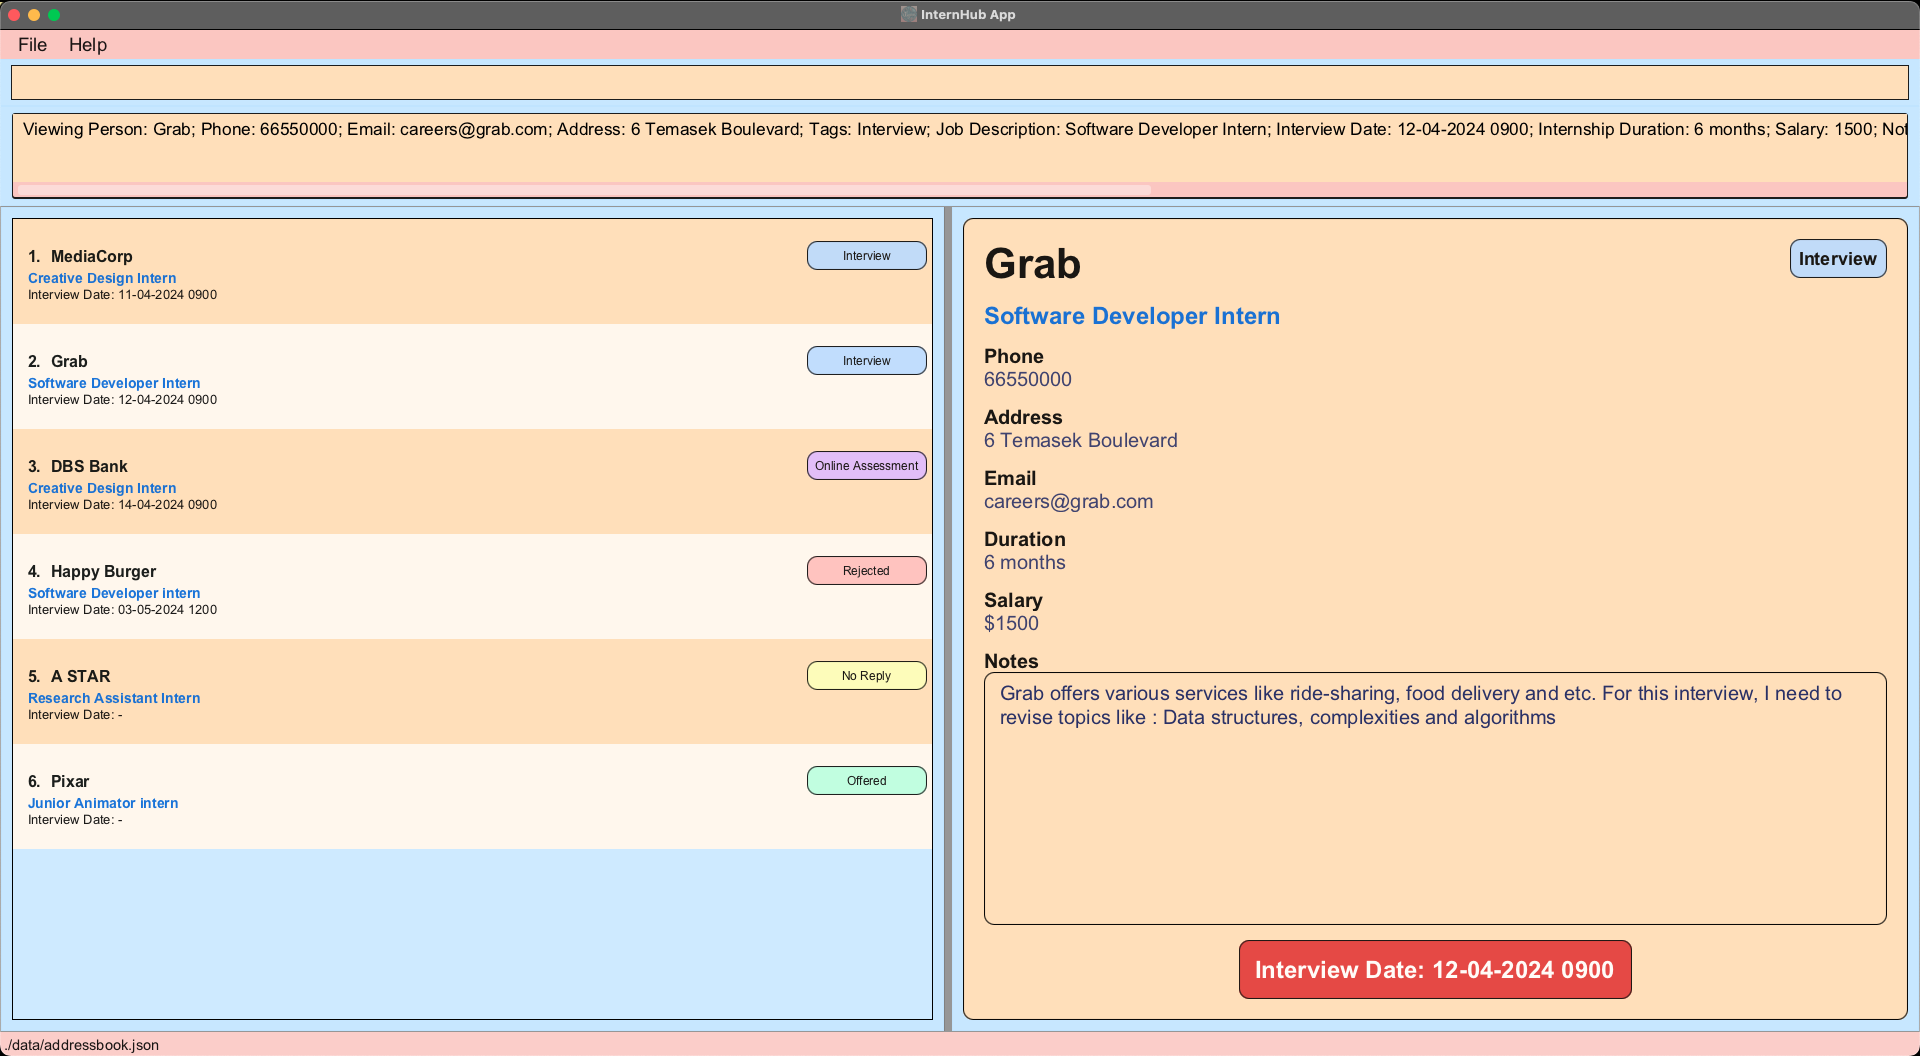 InternHub App
File Help
Viewing Person: Grab; Phone: 66550000; Email: careers@grab.com; Address: 6 Temasek Boulevard; Tags: Interview; Job Description: Software Developer Intern; Interview Date: 12-04-2024 0900; Internship Duration: 6 months; Salary: 1500; Not
1. MediaCorp
Interview
Creative Design Intern
Interview Date: 11-04-2024 0900
2. Grab
Interview
Software Developer Intern
Interview Date: 12-04-2024 0900
3. DBS Bank
Online Assessment
Creative Design Intern
Interview Date: 14-04-2024 0900
4. Happy Burger
Rejected
Software Developer intern
Interview Date: 03-05-2024 1200
5. A STAR
No Reply
Research Assistant Intern
Interview Date: -
6. Pixar
Offered
Junior Animator intern
Interview Date: -
Grab
Interview
Software Developer Intern
Phone
66550000
Address
6 Temasek Boulevard
Email
careers@grab.com
Duration
6 months
Salary
$1500
Notes
Grab offers various services like ride-sharing, food delivery and etc. For this interview, I need to
revise topics like : Data structures, complexities and algorithms
Interview Date: 12-04-2024 0900
./data/addressbook.json